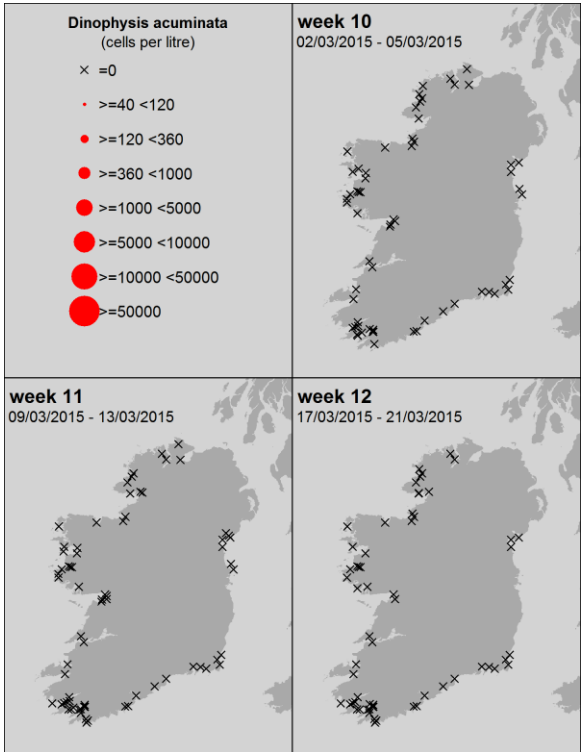 Dinophysis acuminata
(cells per litre)
=0
>=40 <120
>=120 <360
>=360 <1000
>=1000 <5000
>=5000 <10000
>=10000 <50000
>=50000
week 10
02/03/2015 - 05/03/2015
week 11
09/03/2015 - 13/03/2015
week 12
17/03/2015 - 21/03/2015